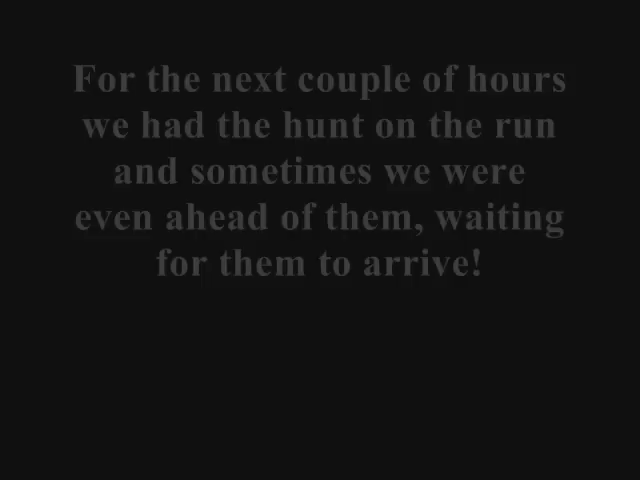 For the next couple of hours
we had the hunt on the run
and sometimes we were
even ahead of them, waiting
for them to arrive!